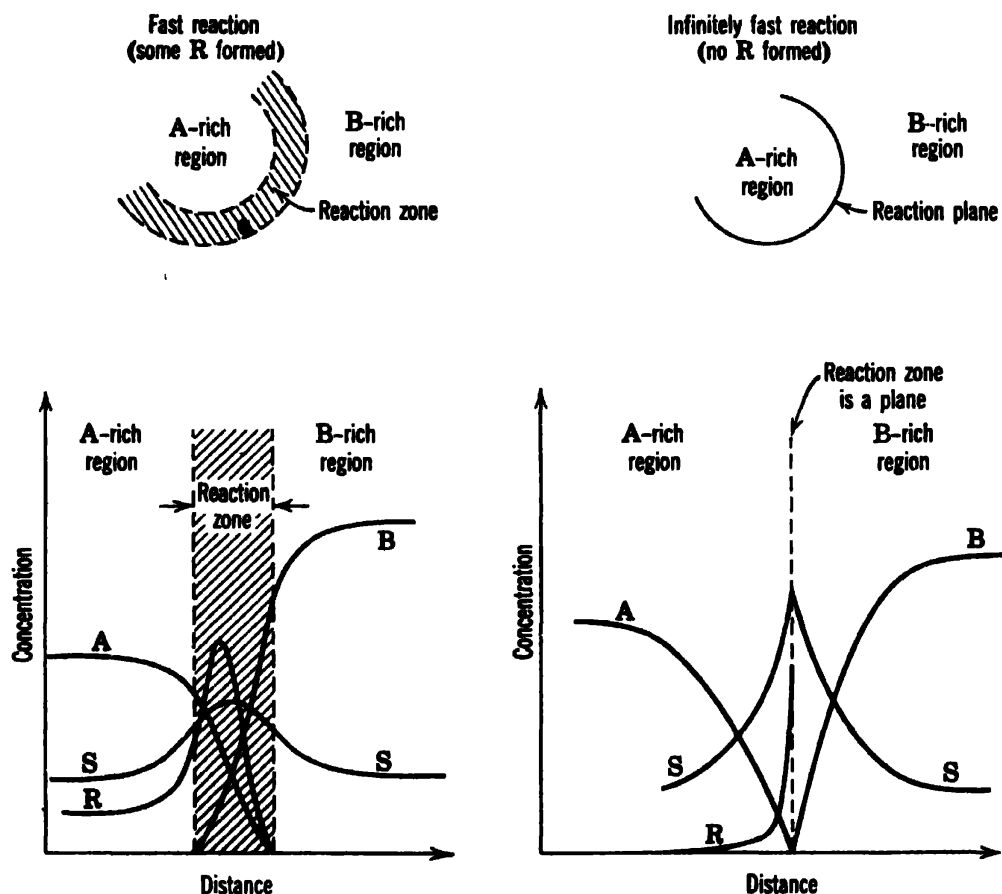 Fast reaction
(some R formed)
A-rich
region
B-rich
region
Reaction zone
Infinitely fast reaction
(no R formed)
B-rich
region
A-rich
region
Reaction plane
A-rich
region
B-rich
region
Reaction
zone
B
A
S
R
S
Concentration
Distance
Reaction zone
is a plane
A-rich
region
B-rich
region
B
A
S
S
R
Concentration
Distance